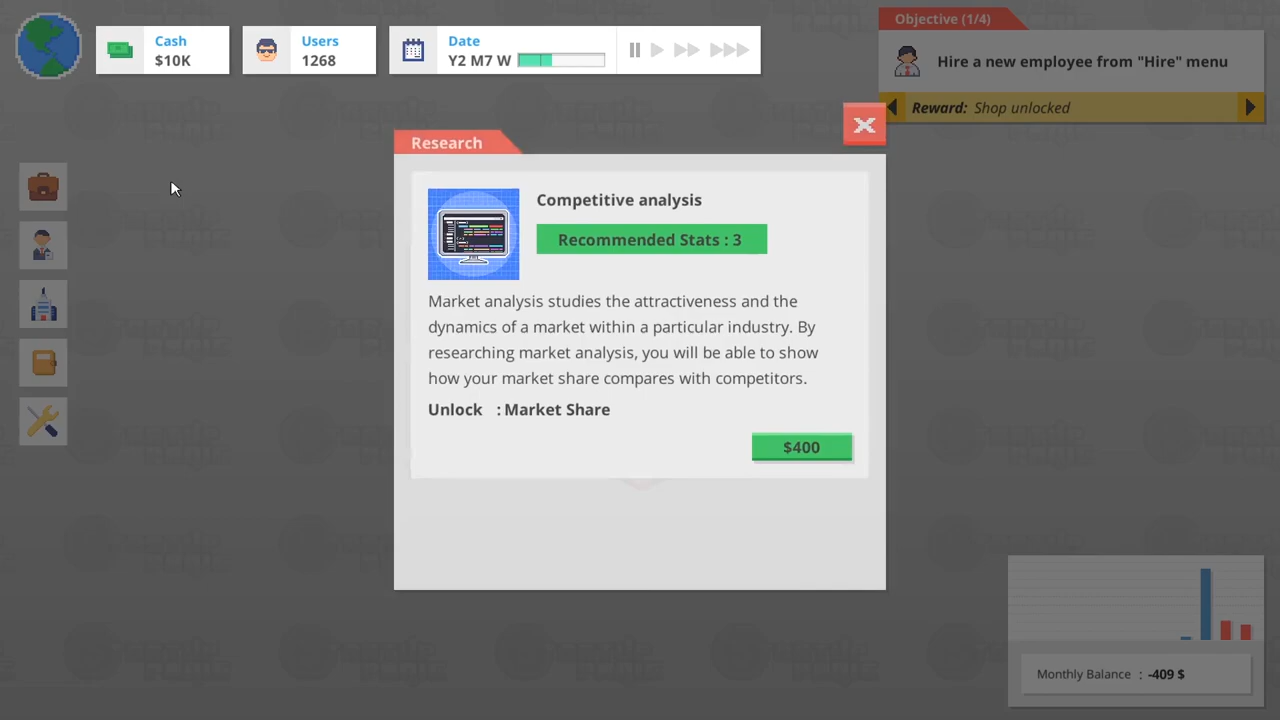 Cash
$10K
Users
1268
Date
Y2 M7 W
Objective (1/4)
Hire a new employee from "Hire" menu
Reward: Shop unlocked
Research
Competitive analysis
Recommended Stats : 3
Market analysis studies the attractiveness and the
dynamics of a market within a particular industry. By
researching market analysis, you will be able to show
how your market share compares with competitors.
Unlock : Market Share
$400
Monthly Balance : -409 $